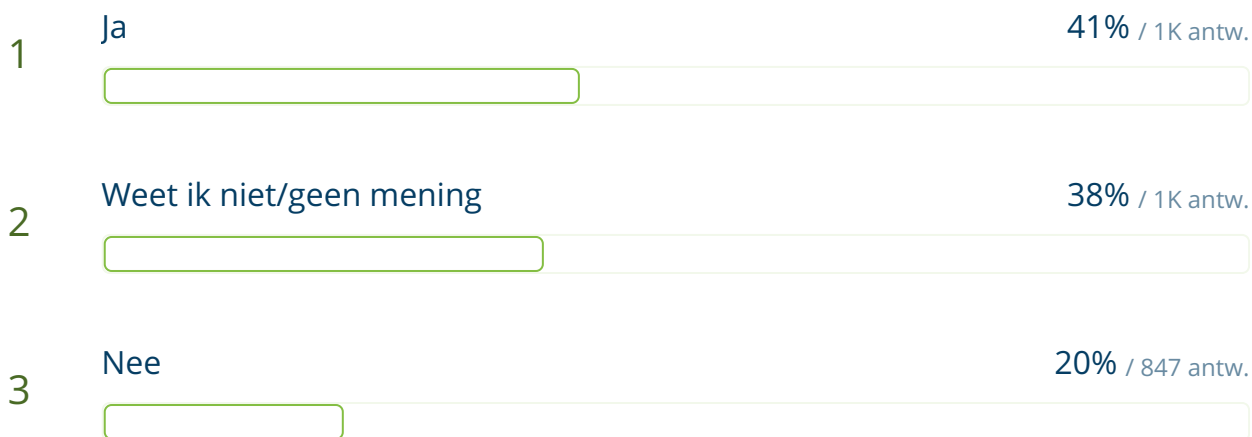 1 Ja 41% / 1K antw.
2 Weet ik niet/geen mening 38% / 1K antw.
3 Nee 20% / 847 antw.